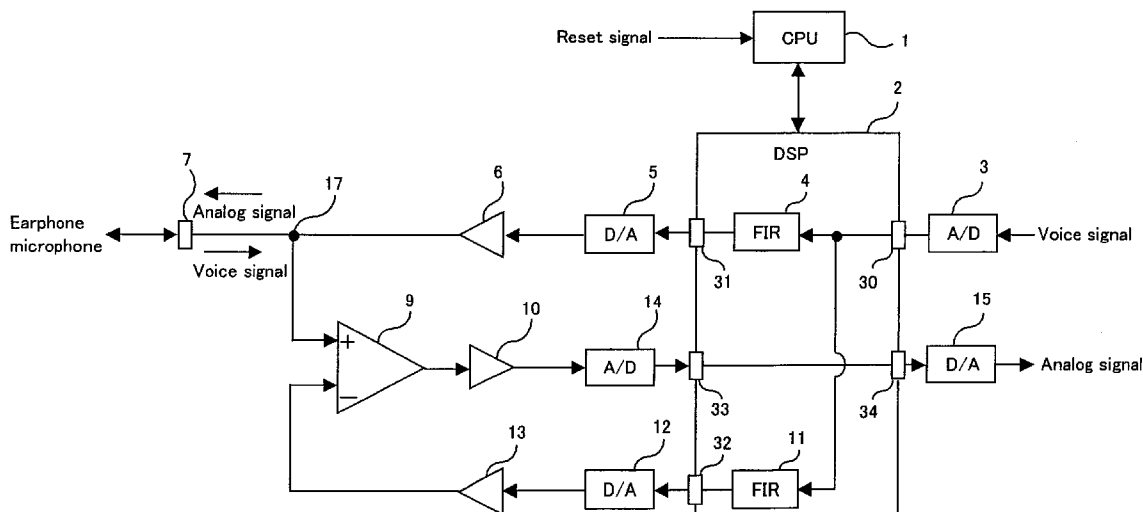 Reset signal
CPU
1
2
DSP
7
Analog signal
17
6
5
4
3
Earphone
microphone
D/A
FIR
A/D
Voice signal
Voice signal
31
30
9
10
14
15
+
−
A/D
D/A
Analog signal
33
34
13
12
32
11
D/A
FIR